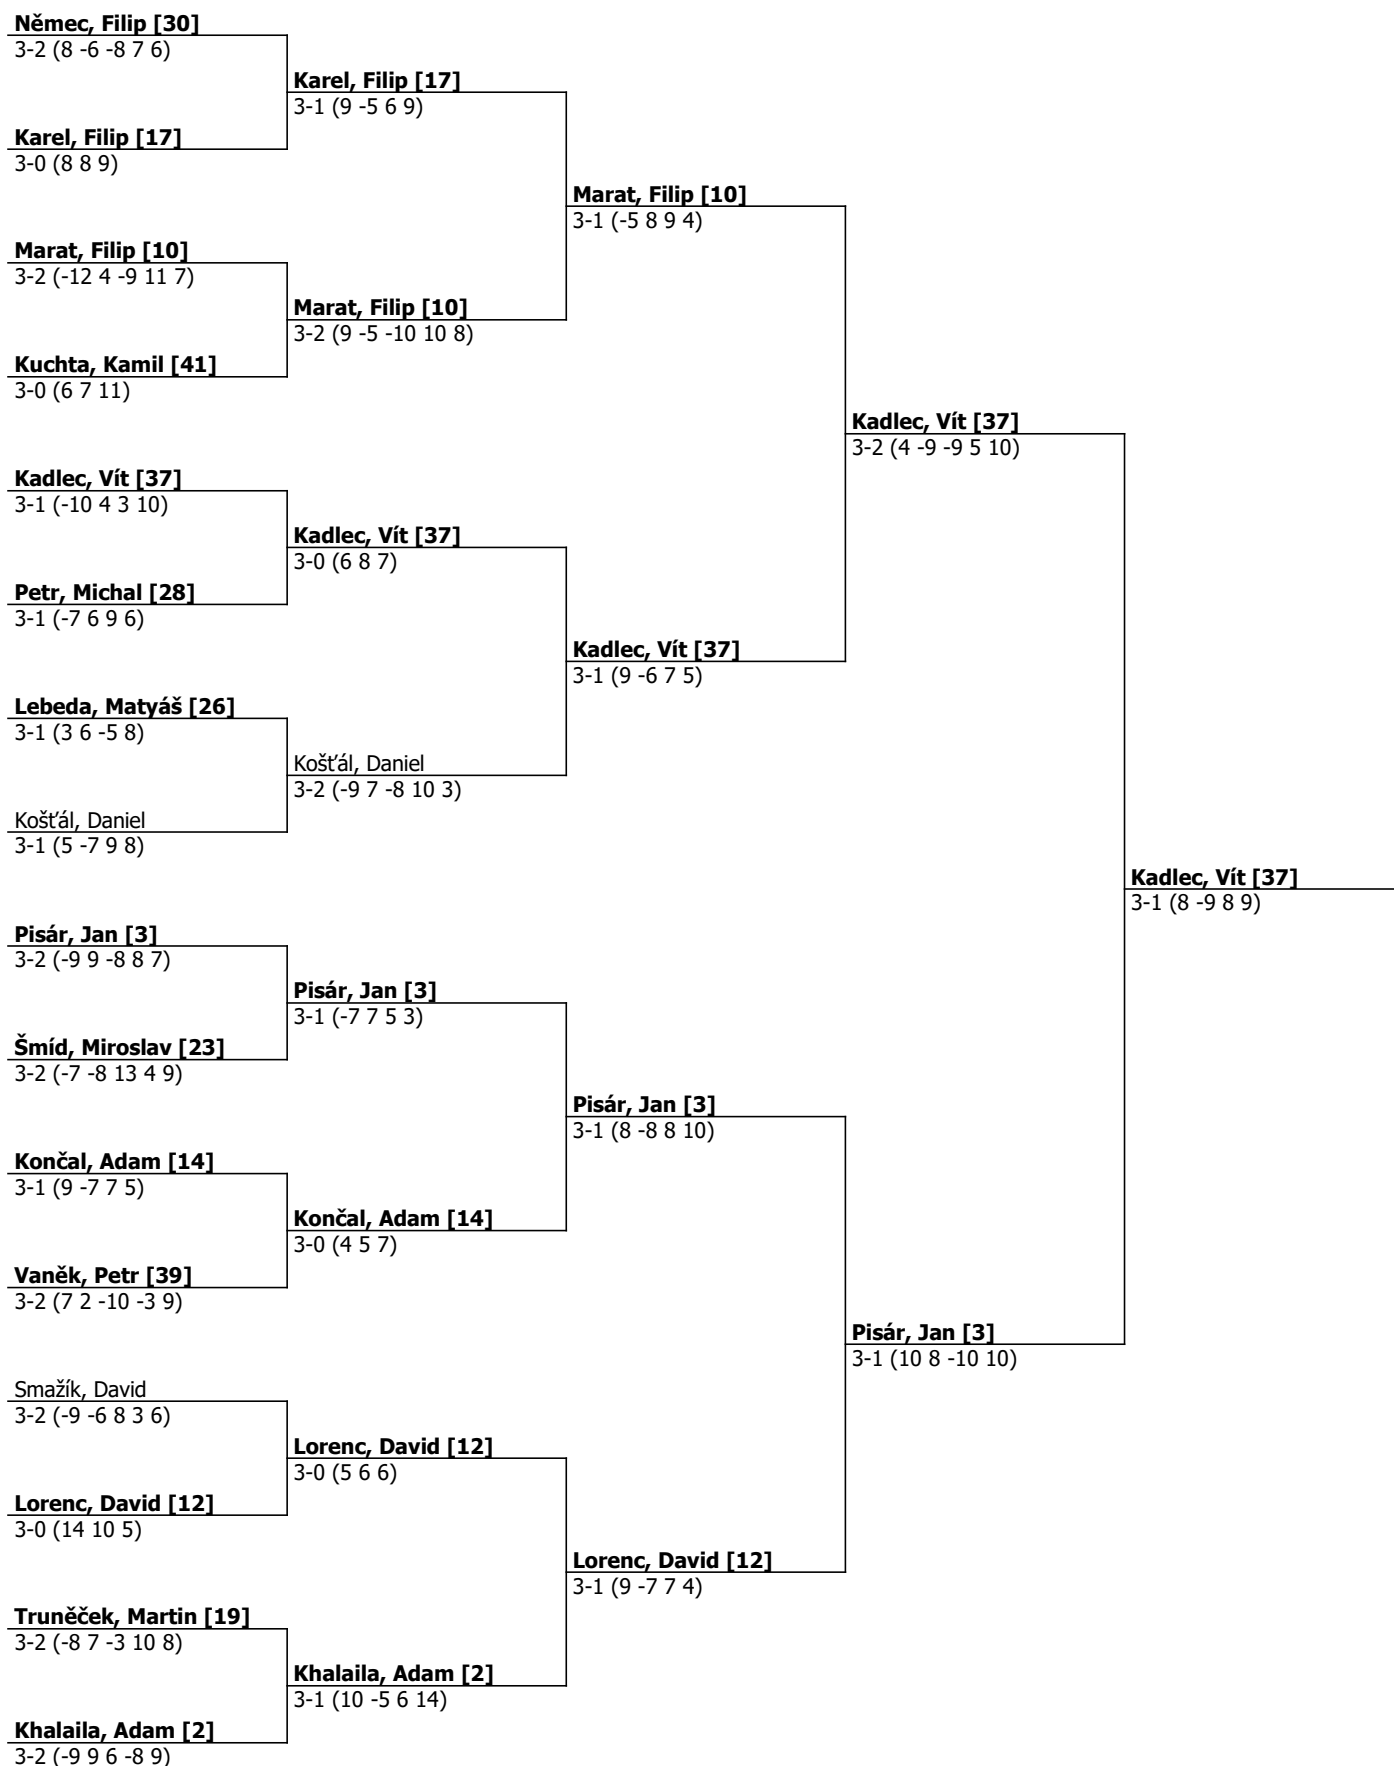 Němec, Filip [30]
3-2 (8 -6 -8 7 6)
Karel, Filip [17]
3-1 (9 -5 6 9)
Karel, Filip [17]
3-0 (8 8 9)
Marat, Filip [10]
3-1 (-5 8 9 4)
Marat, Filip [10]
3-2 (-12 4 -9 11 7)
Marat, Filip [10]
3-2 (9 -5 -10 10 8)
Kuchta, Kamil [41]
3-0 (6 7 11)
Kadlec, Vít [37]
3-2 (4 -9 -9 5 10)
Kadlec, Vít [37]
3-1 (-10 4 3 10)
Kadlec, Vít [37]
3-0 (6 8 7)
Petr, Michal [28]
3-1 (-7 6 9 6)
Kadlec, Vít [37]
3-1 (9 -6 7 5)
Lebeda, Matyáš [26]
3-1 (3 6 -5 8)
Košťál, Daniel
3-2 (-9 7 -8 10 3)
Košťál, Daniel
3-1 (5 -7 9 8)
Kadlec, Vít [37]
3-1 (8 -9 8 9)
Pisár, Jan [3]
3-2 (-9 9 -8 8 7)
Pisár, Jan [3]
3-1 (-7 7 5 3)
Šmíd, Miroslav [23]
3-2 (-7 -8 13 4 9)
Pisár, Jan [3]
3-1 (8 -8 8 10)
Končal, Adam [14]
3-1 (9 -7 7 5)
Končal, Adam [14]
3-0 (4 5 7)
Vaněk, Petr [39]
3-2 (7 2 -10 -3 9)
Pisár, Jan [3]
3-1 (10 8 -10 10)
Smažík, David
3-2 (-9 -6 8 3 6)
Lorenc, David [12]
3-0 (5 6 6)
Lorenc, David [12]
3-0 (14 10 5)
Lorenc, David [12]
3-1 (9 -7 7 4)
Truněček, Martin [19]
3-2 (-8 7 -3 10 8)
Khalaila, Adam [2]
3-1 (10 -5 6 14)
Khalaila, Adam [2]
3-2 (-9 9 6 -8 9)